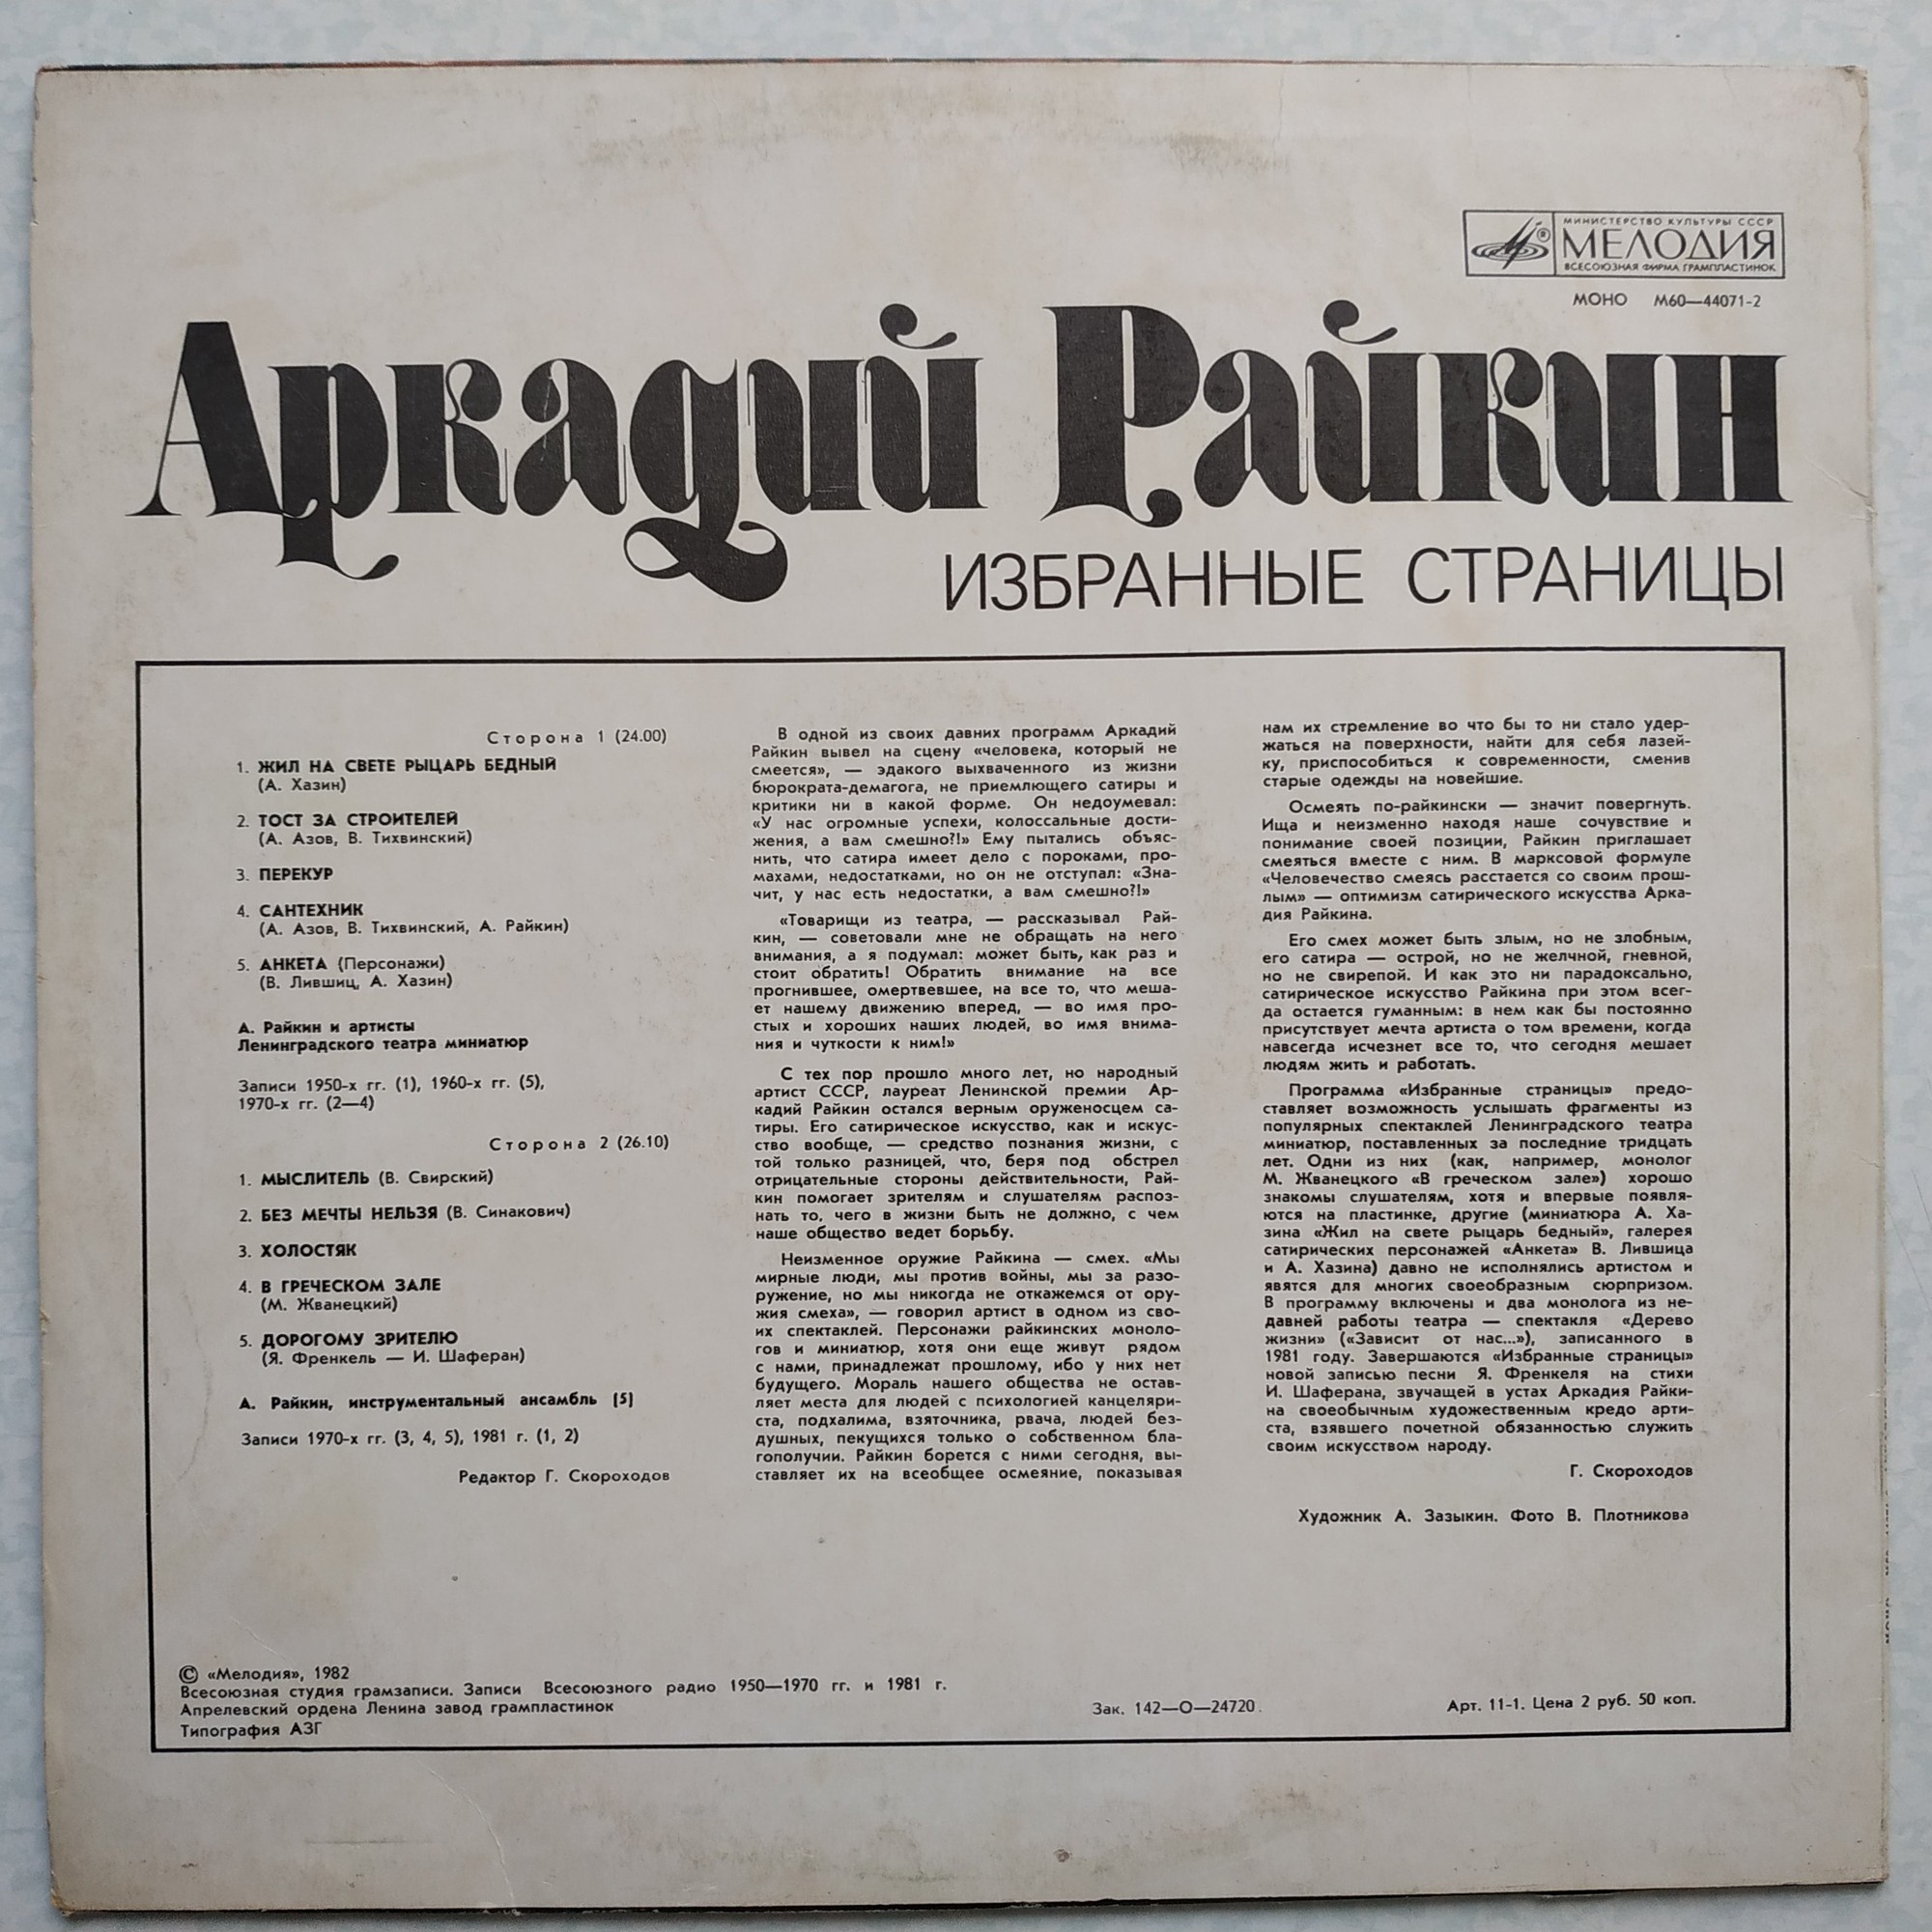 МИНИСТЕРСТВО КУЛЬТУРЫ СССР
МЕЛОДИЯ
ВСЕСОЮЗНАЯ ФИРМА ГРАМПЛАСТИНОК
МОНО М60—44071-2
Аркадий Райкин
ИЗБРАННЫЕ СТРАНИЦЫ
Сторона 1 (24.00)
1. ЖИЛ НА СВЕТЕ РЫЦАРЬ БЕДНЫЙ
(А. Хазин)
2. ТОСТ ЗА СТРОИТЕЛЕЙ
(А. Азов, В. Тихвинский)
3. ПЕРЕКУР
4. САНТЕХНИК
(А. Азов, В. Тихвинский, А. Райкин)
5. АНКЕТА (Персонажи)
(В. Лившиц, А. Хазин)
А. Райкин и артисты
Ленинградского театра миниатюр
Записи 1950-х гг. (1), 1960-х гг. (5),
1970-х гг. (2—4)
Сторона 2 (26.10)
1. МЫСЛИТЕЛЬ (В. Свирский)
2. БЕЗ МЕЧТЫ НЕЛЬЗЯ (В. Синакович)
3. ХОЛОСТЯК
4. В ГРЕЧЕСКОМ ЗАЛЕ
(М. Жванецкий)
5. ДОРОГОМУ ЗРИТЕЛЮ
(Я. Френкель — И. Шаферан)
А. Райкин, инструментальный ансамбль (5)
Записи 1970-х гг. (3, 4, 5), 1981 г. (1, 2)
Редактор Г. Скороходов
В одной из своих давних программ Аркадий
Райкин вывел на сцену «человека, который не
смеется», — эдакого выхваченного из жизни
бюрократа-демагога, не приемлющего сатиры и
критики ни в какой форме. Он недоумевал:
«У нас огромные успехи, колоссальные дости-
жения, а вам смешно?!» Ему пытались объяс-
нить, что сатира имеет дело с пороками, про-
махами, недостатками, но он не отступал: «Зна-
чит, у нас есть недостатки, а вам смешно?!»
«Товарищи из театра, — рассказывал Рай-
кин, — советовали мне не обращать на него
внимания, а я подумал: может быть, как раз и
стоит обратить! Обратить внимание на все
прогнившее, омертвевшее, на все то, что меша-
ет нашему движению вперед, — во имя про-
стых и хороших наших людей, во имя внима-
ния и чуткости к ним!»
С тех пор прошло много лет, но народный
артист СССР, лауреат Ленинской премии Ар-
кадий Райкин остался верным оруженосцем са-
тиры. Его сатирическое искусство, как и искус-
ство вообще, — средство познания жизни, с
той только разницей, что, беря под обстрел
отрицательные стороны действительности, Рай-
кин помогает зрителям и слушателям распоз-
нать то, чего в жизни быть не должно, с чем
наше общество ведет борьбу.
Неизменное оружие Райкина — смех. «Мы
мирные люди, мы против войны, мы за разо-
ружение, но мы никогда не откажемся от ору-
жия смеха», — говорил артист в одном из сво-
их спектаклей. Персонажи райкинских моноло-
гов и миниатюр, хотя они еще живут рядом
с нами, принадлежат прошлому, ибо у них нет
будущего. Мораль нашего общества не остав-
ляет места для людей с психологией канцеляри-
ста, подхалима, взяточника, рвача, людей без-
душных, пекущихся только о собственном бла-
гополучии. Райкин борется с ними сегодня, вы-
ставляет их на всеобщее осмеяние, показывая
нам их стремление во что бы то ни стало удер-
жаться на поверхности, найти для себя лазей-
ку, приспособиться к современности, сменив
старые одежды на новейшие.
Осмеять по-райкински — значит повергнуть.
Ища и неизменно находя наше сочувствие и
понимание своей позиции, Райкин приглашает
смеяться вместе с ним. В марксовой формуле
«Человечество смеясь расстается со своим прош-
лым» — оптимизм сатирического искусства Арка-
дия Райкина.
Его смех может быть злым, но не злобным,
его сатира — острой, но не желчной, гневной,
но не свирепой. И как это ни парадоксально,
сатирическое искусство Райкина при этом всег-
да остается гуманным: в нем как бы постоянно
присутствует мечта артиста о том времени, когда
навсегда исчезнет все то, что сегодня мешает
людям жить и работать.
Программа «Избранные страницы» предо-
ставляет возможность услышать фрагменты из
популярных спектаклей Ленинградского театра
миниатюр, поставленных за последние тридцать
лет. Одни из них (как, например, монолог
М. Жванецкого «В греческом зале») хорошо
знакомы слушателям, хотя и впервые появля-
ются на пластинке, другие (миниатюра А. Ха-
зина «Жил на свете рыцарь бедный», галерея
сатирических персонажей «Анкета» В. Лившица
и А. Хазина) давно не исполнялись артистом и
явятся для многих своеобразным сюрпризом.
В программу включены и два монолога из не-
давней работы театра — спектакля «Дерево
жизни» («Зависит от нас...»), записанного в
1981 году. Завершаются «Избранные страницы»
новой записью песни Я. Френкеля на стихи
И. Шаферана, звучащей в устах Аркадия Райки-
на своеобычным художественным кредо арти-
ста, взявшего почетной обязанностью служить
своим искусством народу.
Г. Скороходов
Художник А. Зазыкин. Фото В. Плотникова
© «Мелодия», 1982
Всесоюзная студия грамзаписи. Записи Всесоюзного радио 1950—1970 гг. и 1981 г.
Апрелевский ордена Ленина завод грампластинок
Типография АЗГ
Зак. 142—О—24720.
Арт. 11-1. Цена 2 руб. 50 коп.